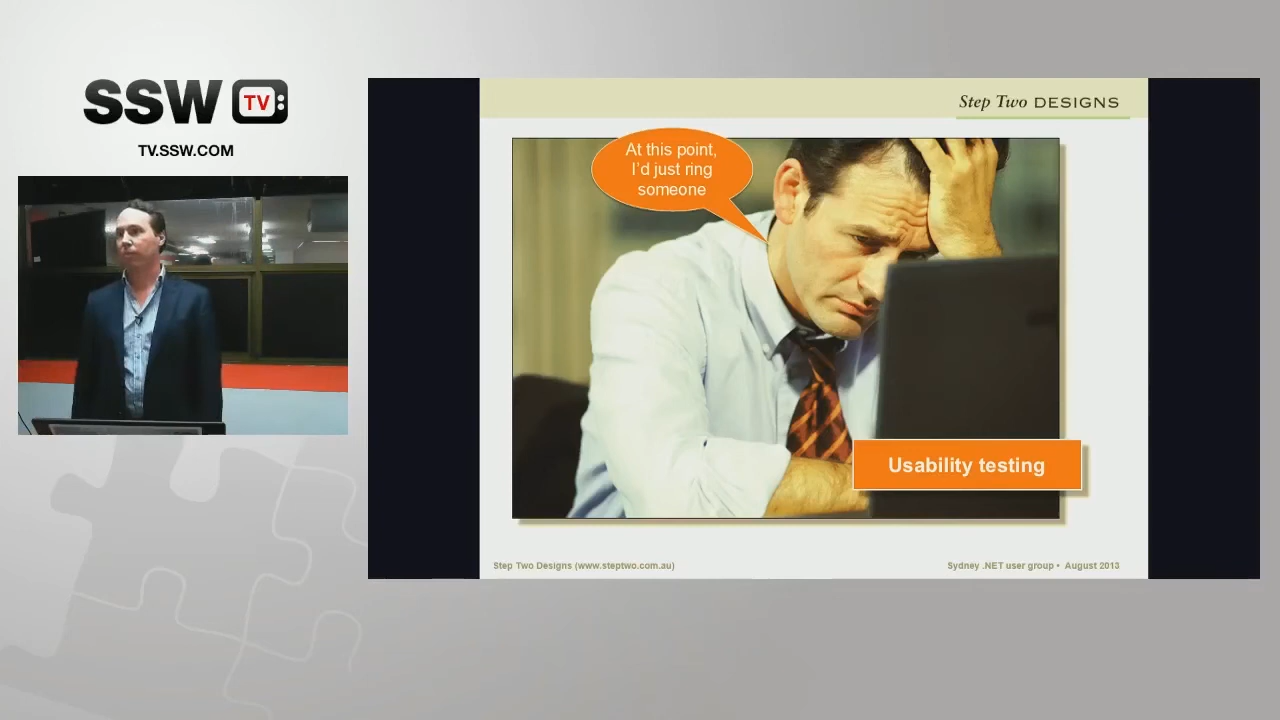 SSW TV
TV.SSW.COM
Step Two DESIGNS
At this point,
I'd just ring
someone
Usability testing
Step Two Designs (www.steptwo.com.au)
Sydney .NET user group • August 2013